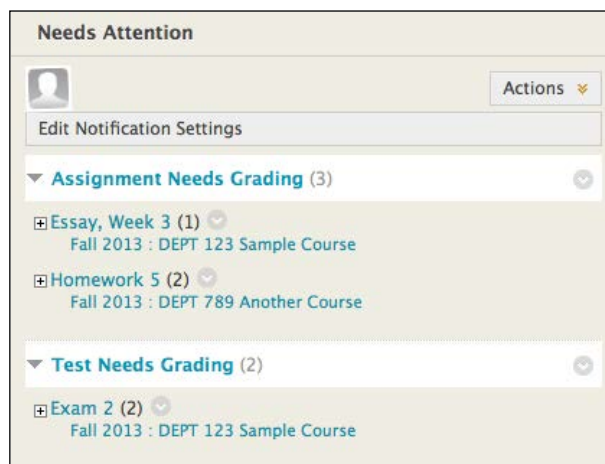 Needs Attention
Actions
Edit Notification Settings
Assignment Needs Grading (3)
Essay, Week 3 (1)
Fall 2013 : DEPT 123 Sample Course
Homework 5 (2)
Fall 2013 : DEPT 789 Another Course
Test Needs Grading (2)
Exam 2 (2)
Fall 2013 : DEPT 123 Sample Course